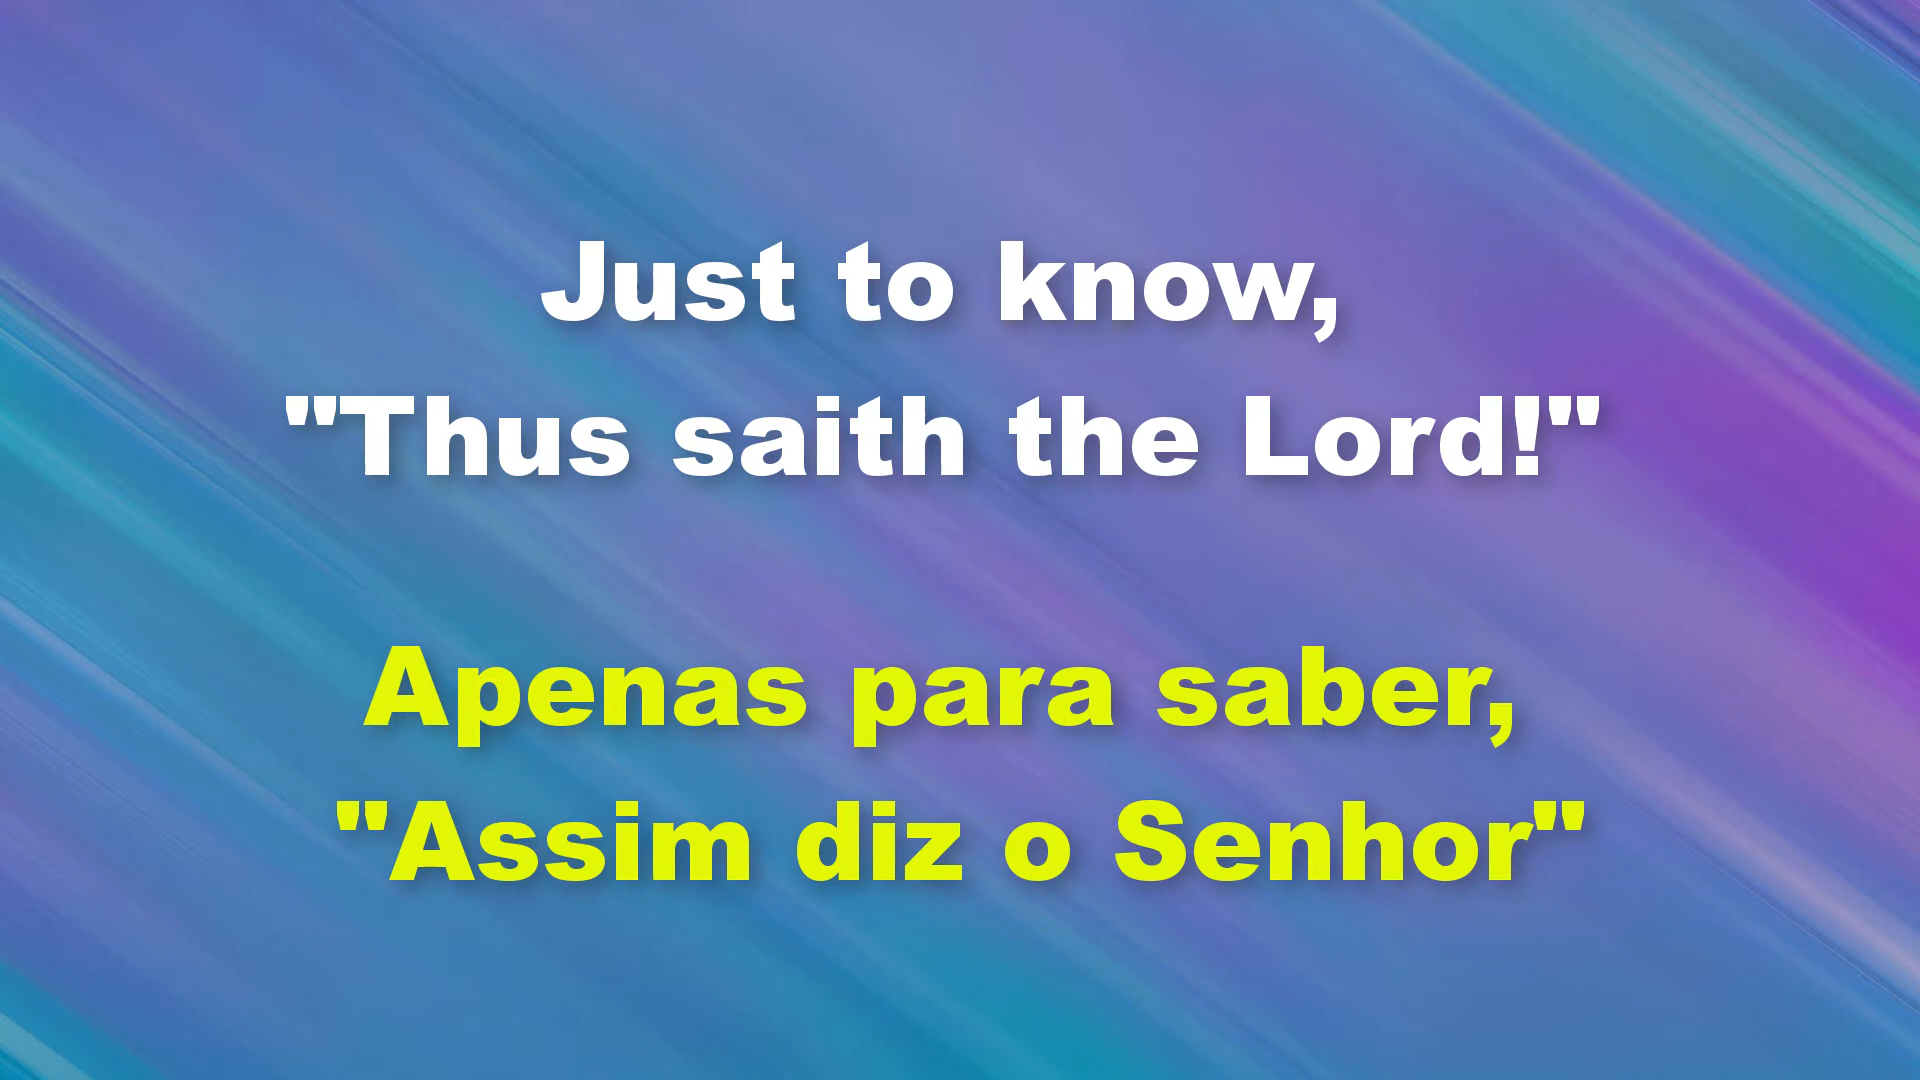 Just to know,
"Thus saith the Lord!"
Apenas para saber,
"Assim diz o Senhor"